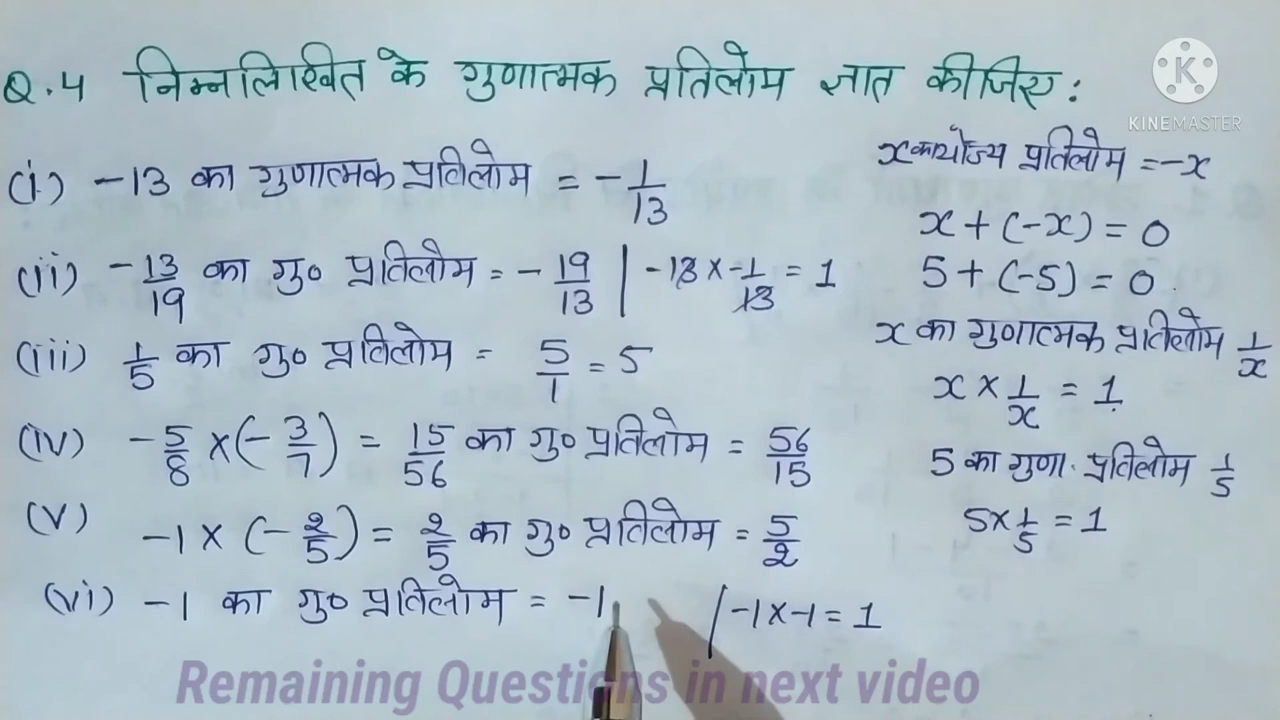 Q.4 निम्नलिखित के गुणात्मक प्रतिलोम ज्ञात कीजिए :
KINEMASTER
(i) -13 का गुणात्मक प्रतिलोम = -1/13
(ii) -13/19 का गु० प्रतिलोम = -19/13 | -13 × -1/13 = 1
(iii) 1/5 का गु० प्रतिलोम = 5/1 = 5
(iv) -5/8 × (-3/7) = 15/56 का गु० प्रतिलोम = 56/15
(v) -1 × (-2/5) = 2/5 का गु० प्रतिलोम = 5/2
(vi) -1 का गु० प्रतिलोम = -1 | -1 × -1 = 1
x का योज्य प्रतिलोम = -x
x + (-x) = 0
5 + (-5) = 0
x का गुणात्मक प्रतिलोम 1/x
x × 1/x = 1
5 का गुणा. प्रतिलोम 1/5
5 × 1/5 = 1
Remaining Questions in next video